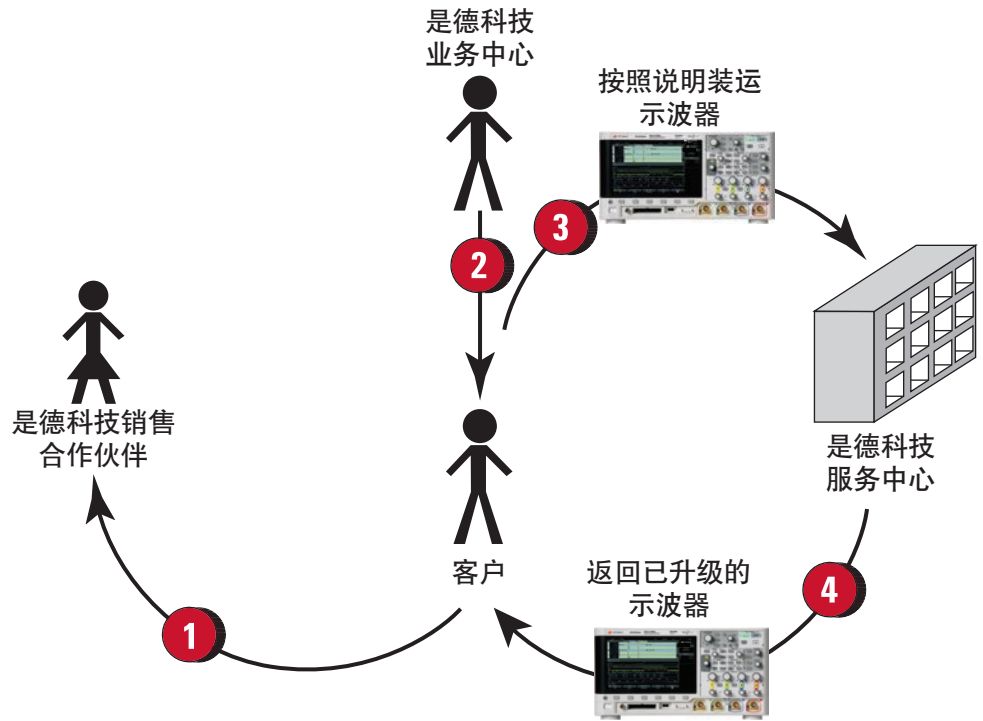 是德科技
业务中心
按照说明装运
示波器
3
2
是德科技销售
合作伙伴
是德科技
服务中心
客户
返回已升级的
示波器
4
1